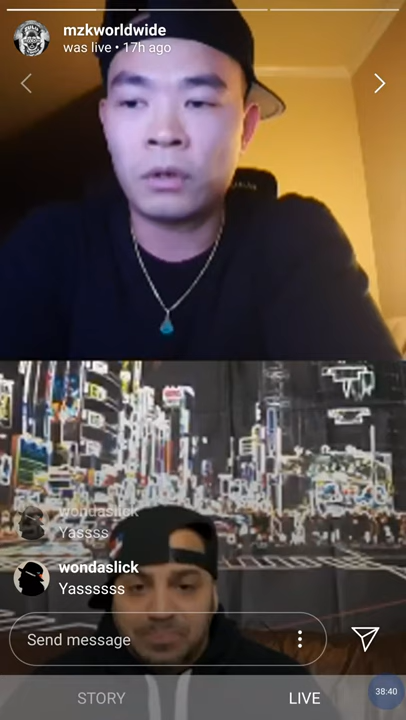 mzkworldwide
was live • 17h ago
wondaslick
Yassss
wondaslick
Yassssss
Send message
STORY
LIVE
38:40